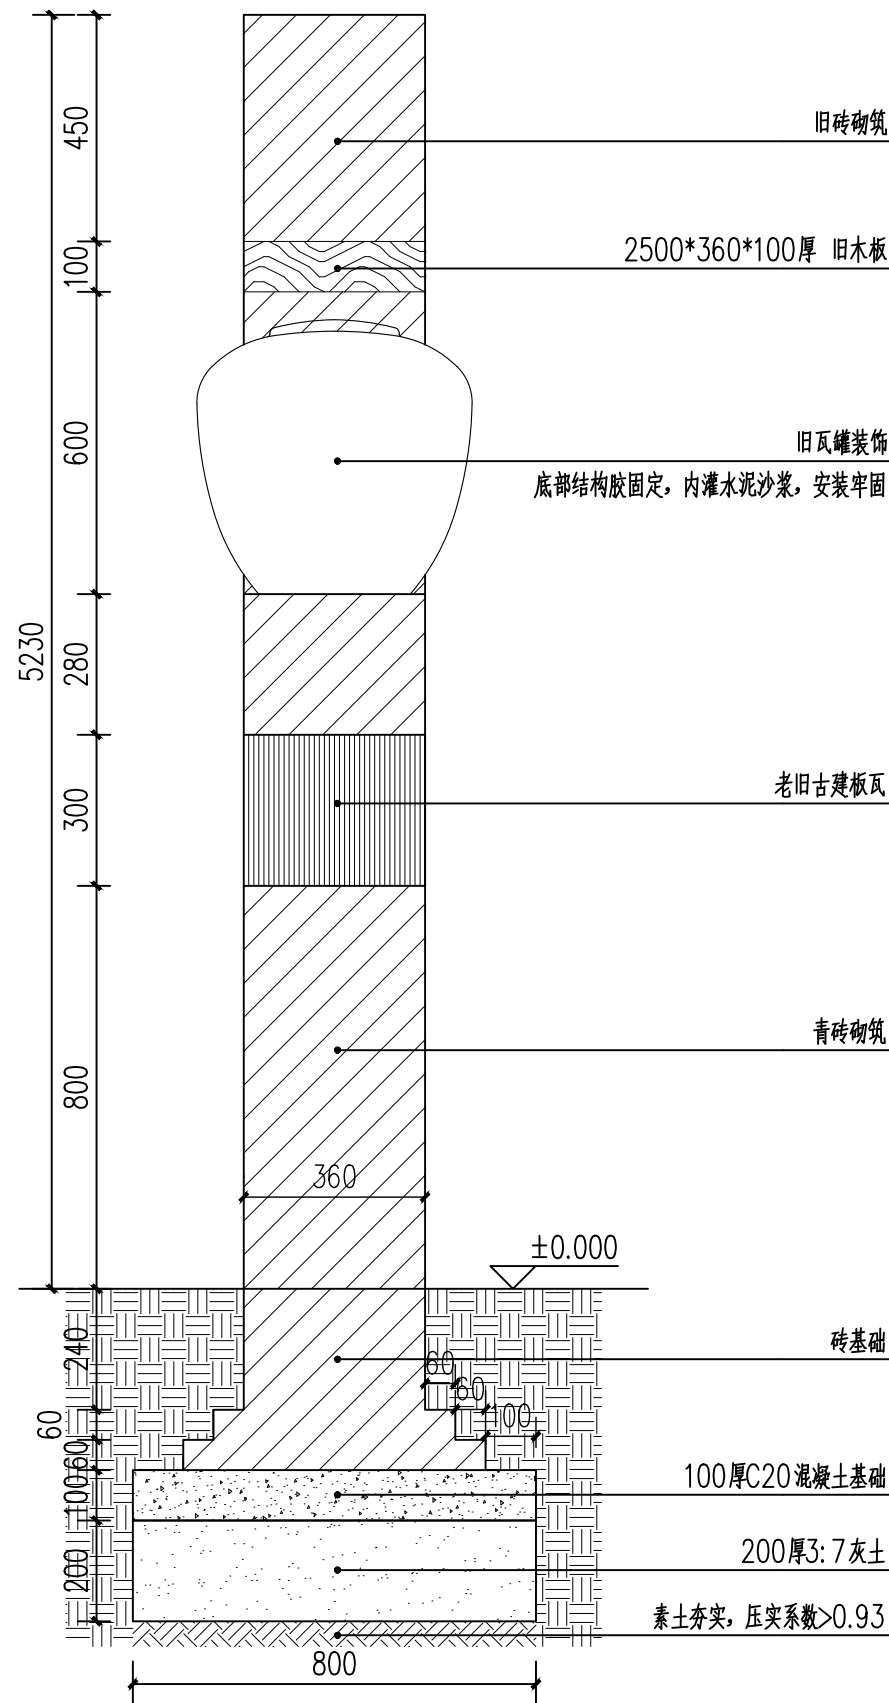 450
旧砖砌筑
100
2500*360*100厚 旧木板
600
旧瓦罐装饰
底部结构胶固定，内灌水泥沙浆，安装牢固
5230
280
300
老旧古建板瓦
800
青砖砌筑
360
±0.000
240
砖基础
60
60
100
60
60
100
100厚C20混凝土基础
200
200厚3:7灰土
素土夯实，压实系数>0.93
800